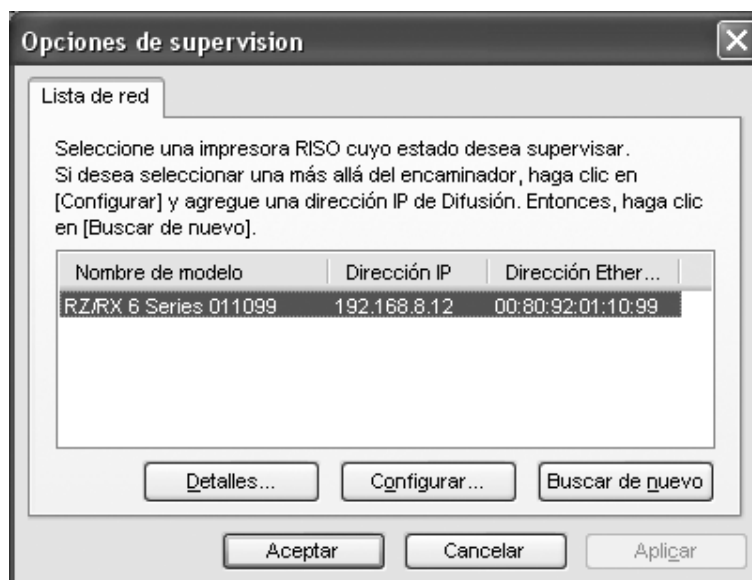 Opciones de supervision
Lista de red
Seleccione una impresora RISO cuyo estado desea supervisar.
Si desea seleccionar una más allá del encaminador, haga clic en
[Configurar] y agregue una dirección IP de Difusión. Entonces, haga clic
en [Buscar de nuevo].
Nombre de modelo Dirección IP Dirección Ether...
RZ/RX 6 Series 011099 192.168.8.12 00:80:92:01:10:99
Detalles... Configurar... Buscar de nuevo
Aceptar Cancelar Aplicar